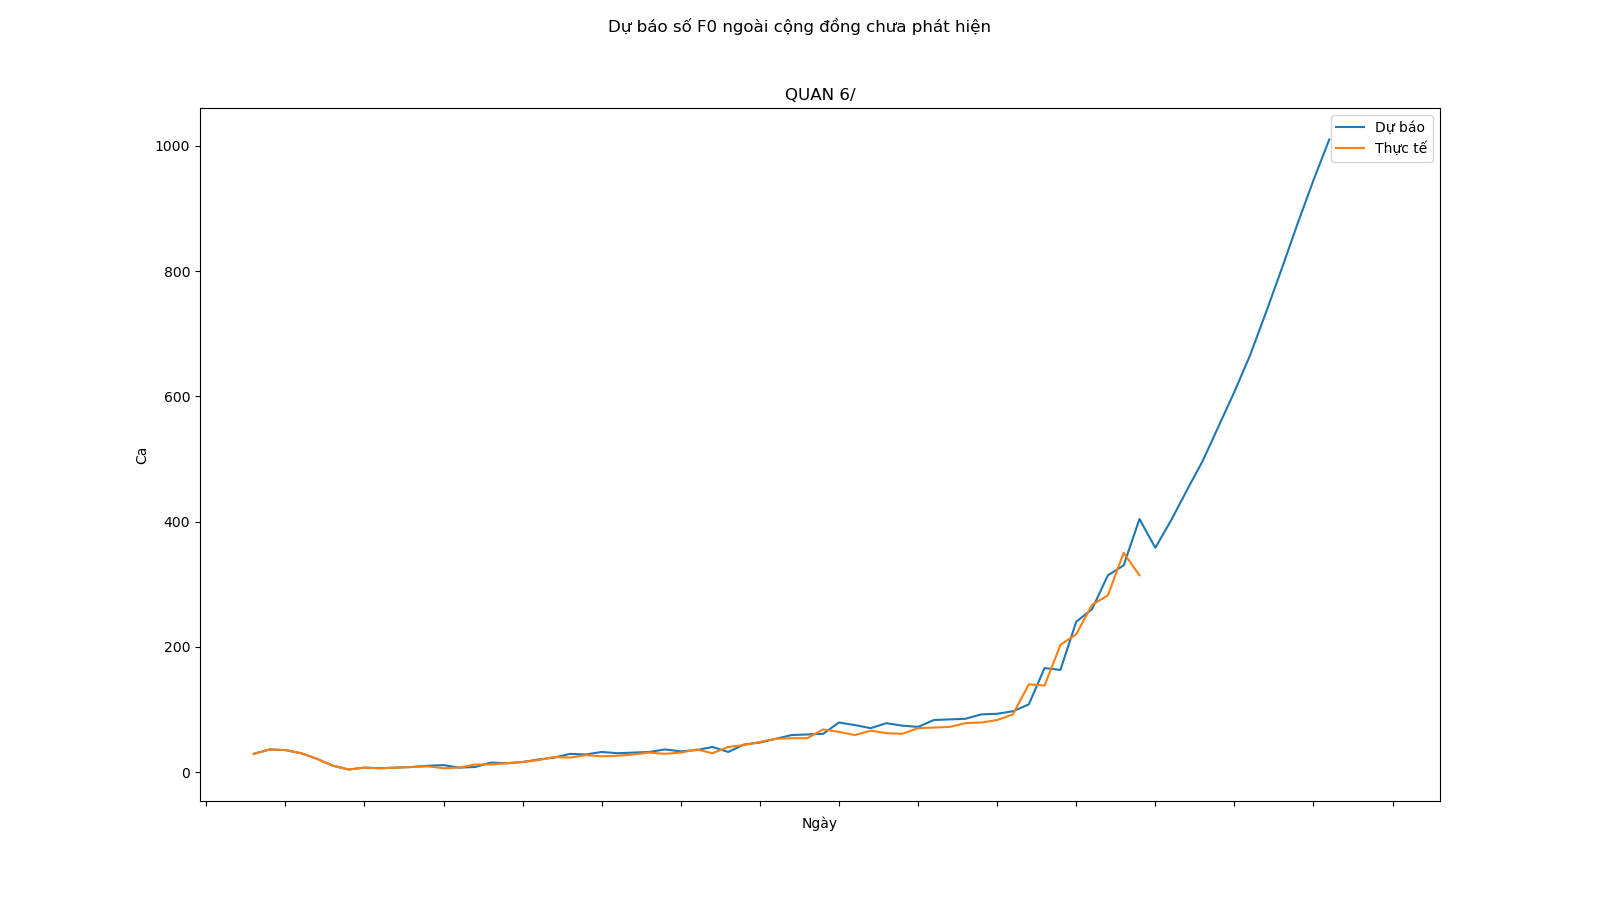 Dự báo số F0 ngoài cộng đồng chưa phát hiện
QUAN 6/
Dự báo
Thực tế
1000
800
600
400
200
0
Ca
Ngày